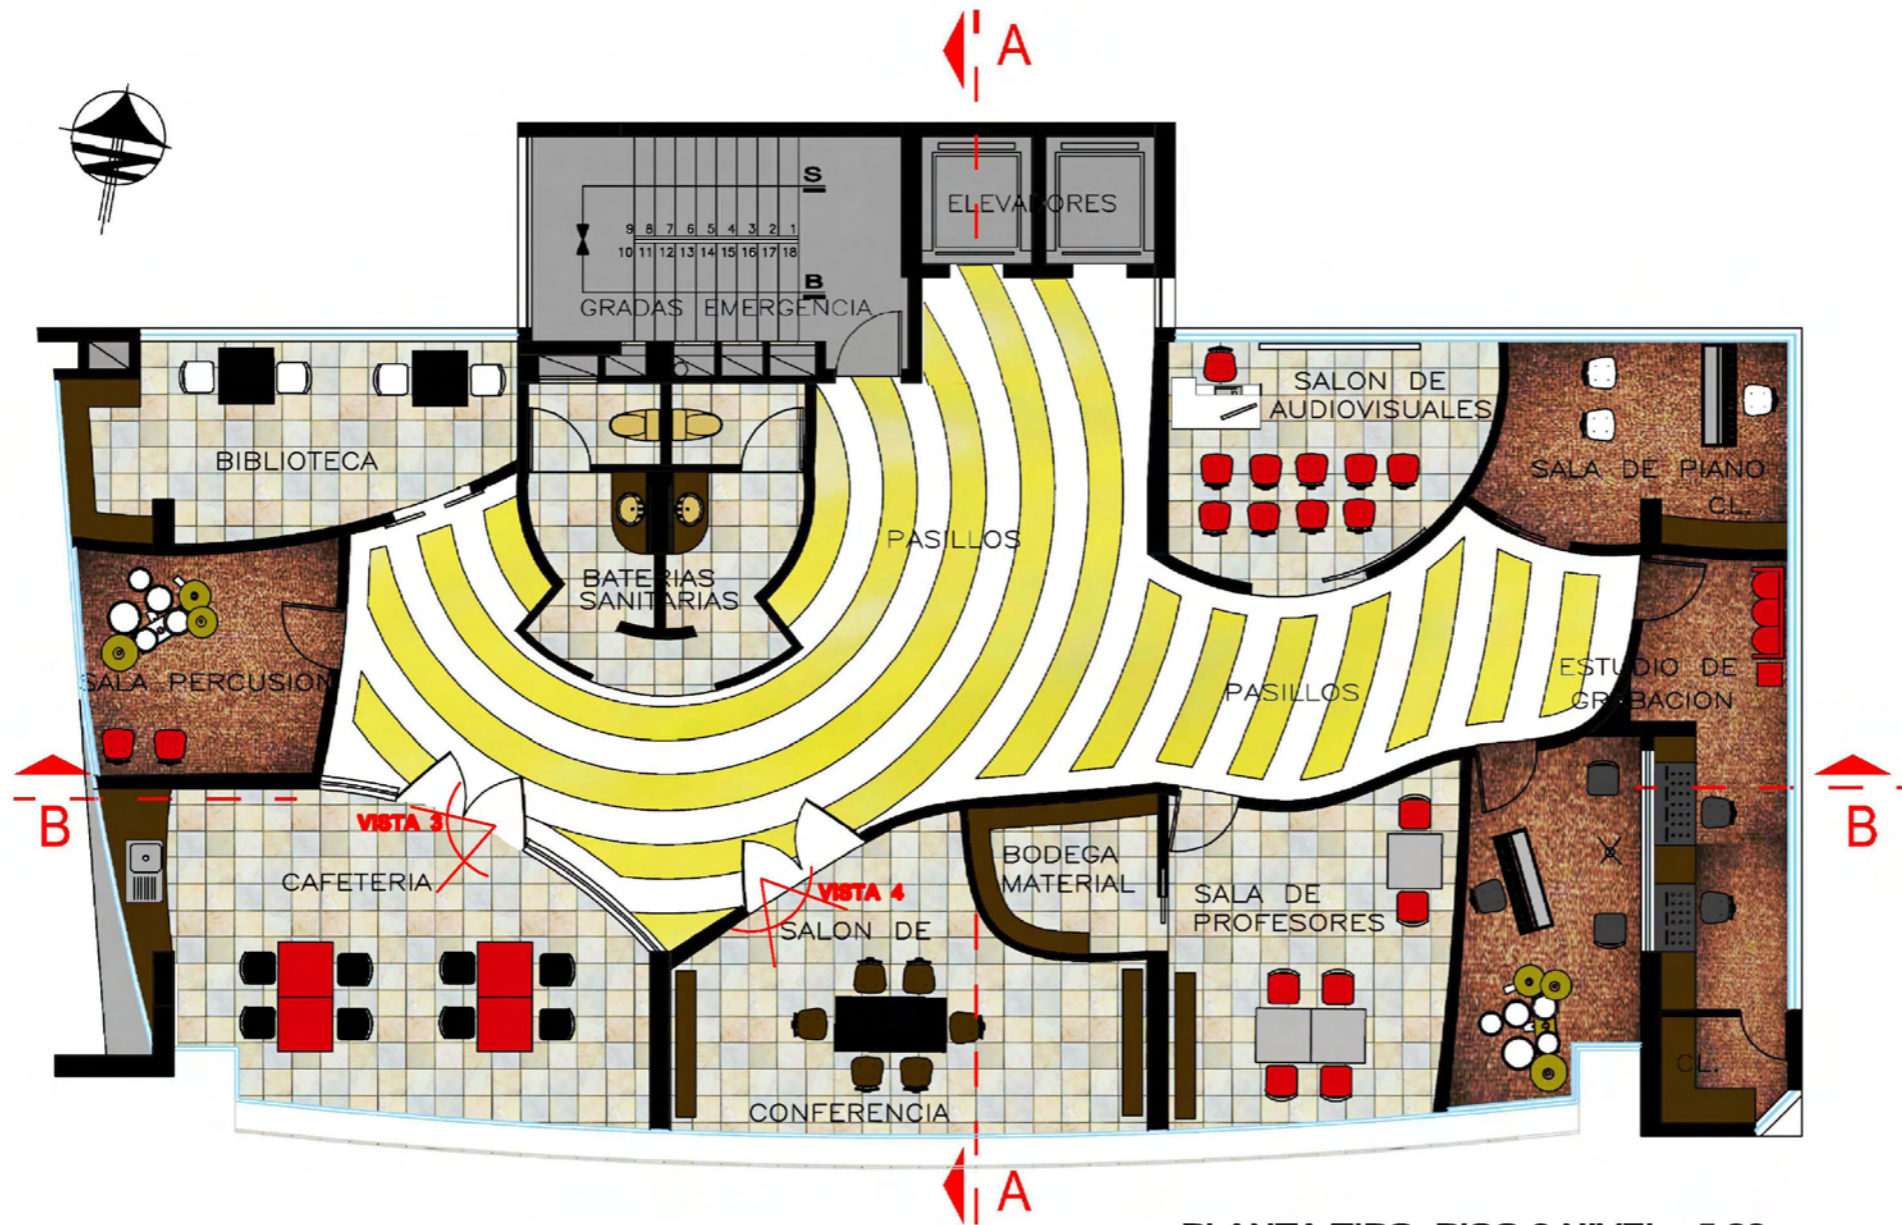 A
S
ELEVADORES
9 8 7 6 5 4 3 2 1
10 11 12 13 14 15 16 17 18
B
GRADAS EMERGENCIA
SALON DE
AUDIOVISUALES
BIBLIOTECA
SALA DE PIANO
CL.
PASILLOS
BATERIAS
SANITARIAS
SALA PERCUSION
PASILLOS
ESTUDIO DE
GRABACION
B
VISTA 3
B
CAFETERIA
BODEGA
MATERIAL
VISTA 4
SALA DE
PROFESORES
SALON DE
CONFERENCIA
CL.
A